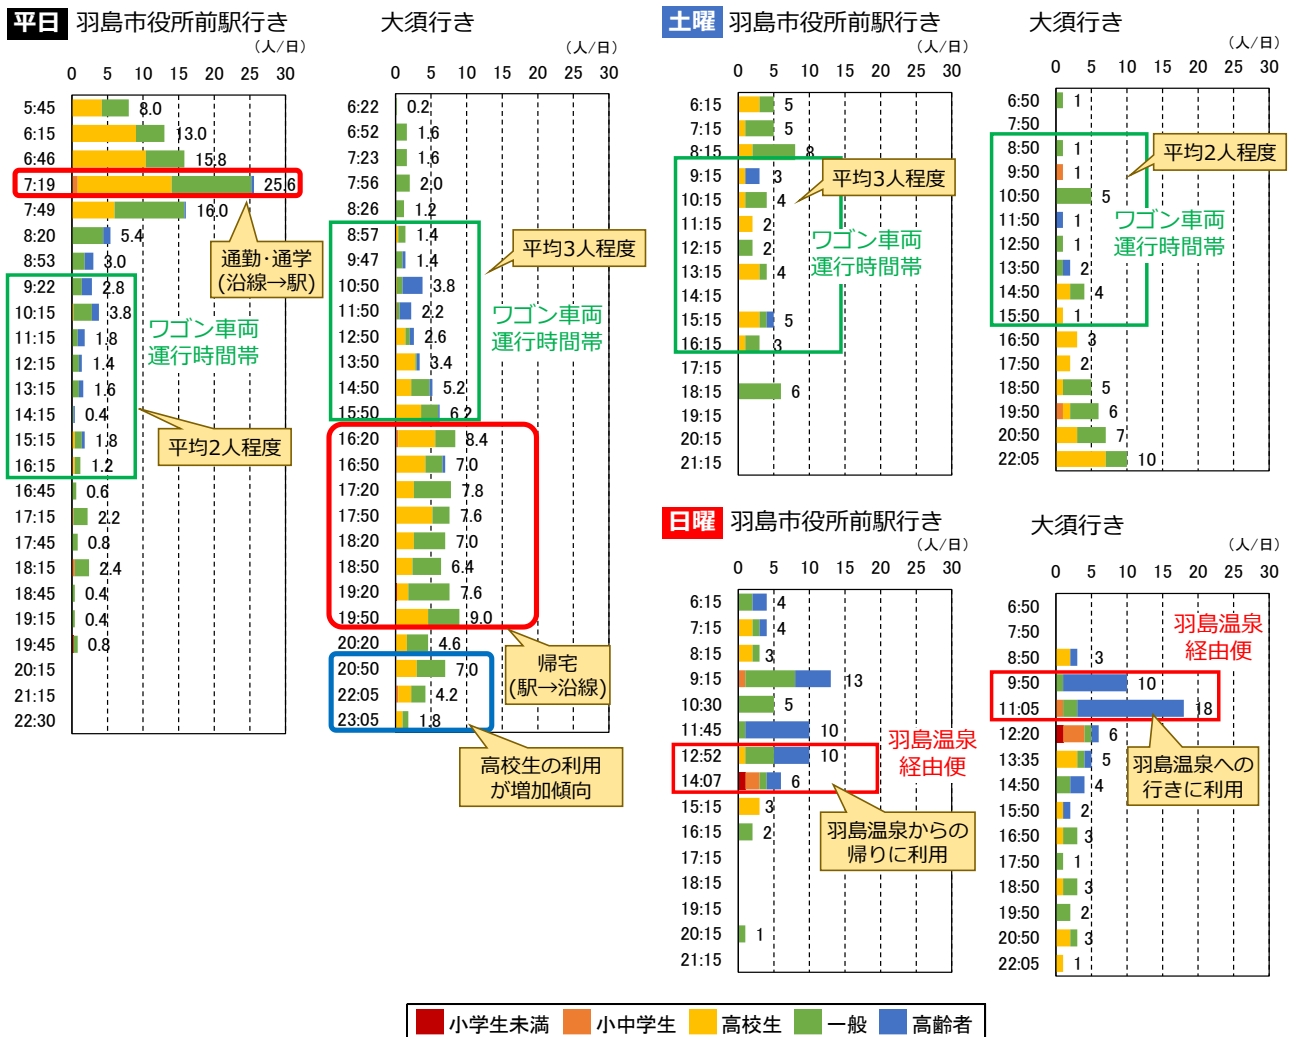 平日 羽島市役所前駅行き
(人/日)
0 5 10 15 20 25 30
5:45 8.0
6:15 13.0
6:46 15.8
7:19 25.6
7:49 16.0
8:20 5.4
8:53 3.0
9:22 2.8
10:15 3.8
11:15 1.8
12:15 1.4
13:15 1.6
14:15 0.4
15:15 1.8
16:15 1.2
16:45 0.6
17:15 2.2
17:45 0.8
18:15 2.4
18:45 0.4
19:15 0.4
19:45 0.8
20:15
21:15
22:30
通勤・通学
(沿線→駅)
ワゴン車両
運行時間帯
平均2人程度
大須行き
(人/日)
0 5 10 15 20 25 30
6:22 0.2
6:52 1.6
7:23 1.6
7:56 2.0
8:26 1.2
8:57 1.4
9:47 1.4
10:50 3.8
11:50 2.2
12:50 2.6
13:50 3.4
14:50 5.2
15:50 6.2
16:20 8.4
16:50 7.0
17:20 7.8
17:50 7.6
18:20 7.0
18:50 6.4
19:20 7.6
19:50 9.0
20:20 4.6
20:50 7.0
22:05 4.2
23:05 1.8
平均3人程度
ワゴン車両
運行時間帯
帰宅
(駅→沿線)
高校生の利用
が増加傾向
土曜 羽島市役所前駅行き
(人/日)
0 5 10 15 20 25 30
6:15 5
7:15 5
8:15 8
9:15 3
10:15 4
11:15 2
12:15 2
13:15 4
14:15
15:15 5
16:15 3
17:15
18:15 6
19:15
20:15
21:15
平均3人程度
ワゴン車両
運行時間帯
大須行き
(人/日)
0 5 10 15 20 25 30
6:50 1
7:50
8:50 1
9:50 1
10:50 5
11:50 1
12:50 1
13:50 2
14:50 4
15:50 1
16:50 3
17:50 2
18:50 5
19:50 6
20:50 7
22:05 10
平均2人程度
ワゴン車両
運行時間帯
日曜 羽島市役所前駅行き
(人/日)
0 5 10 15 20 25 30
6:15 4
7:15 4
8:15 3
9:15 13
10:30 5
11:45 10
12:52 10
14:07 6
15:15 3
16:15 2
17:15
18:15
19:15
20:15 1
21:15
羽島温泉
経由便
羽島温泉からの
帰りに利用
大須行き
(人/日)
0 5 10 15 20 25 30
6:50
7:50
8:50 3
9:50 10
11:05 18
12:20 6
13:35 5
14:50 4
15:50 2
16:50 3
17:50 1
18:50 3
19:50 2
20:50 3
22:05 1
羽島温泉
経由便
羽島温泉への
行きに利用
小学生未満 小中学生 高校生 一般 高齢者